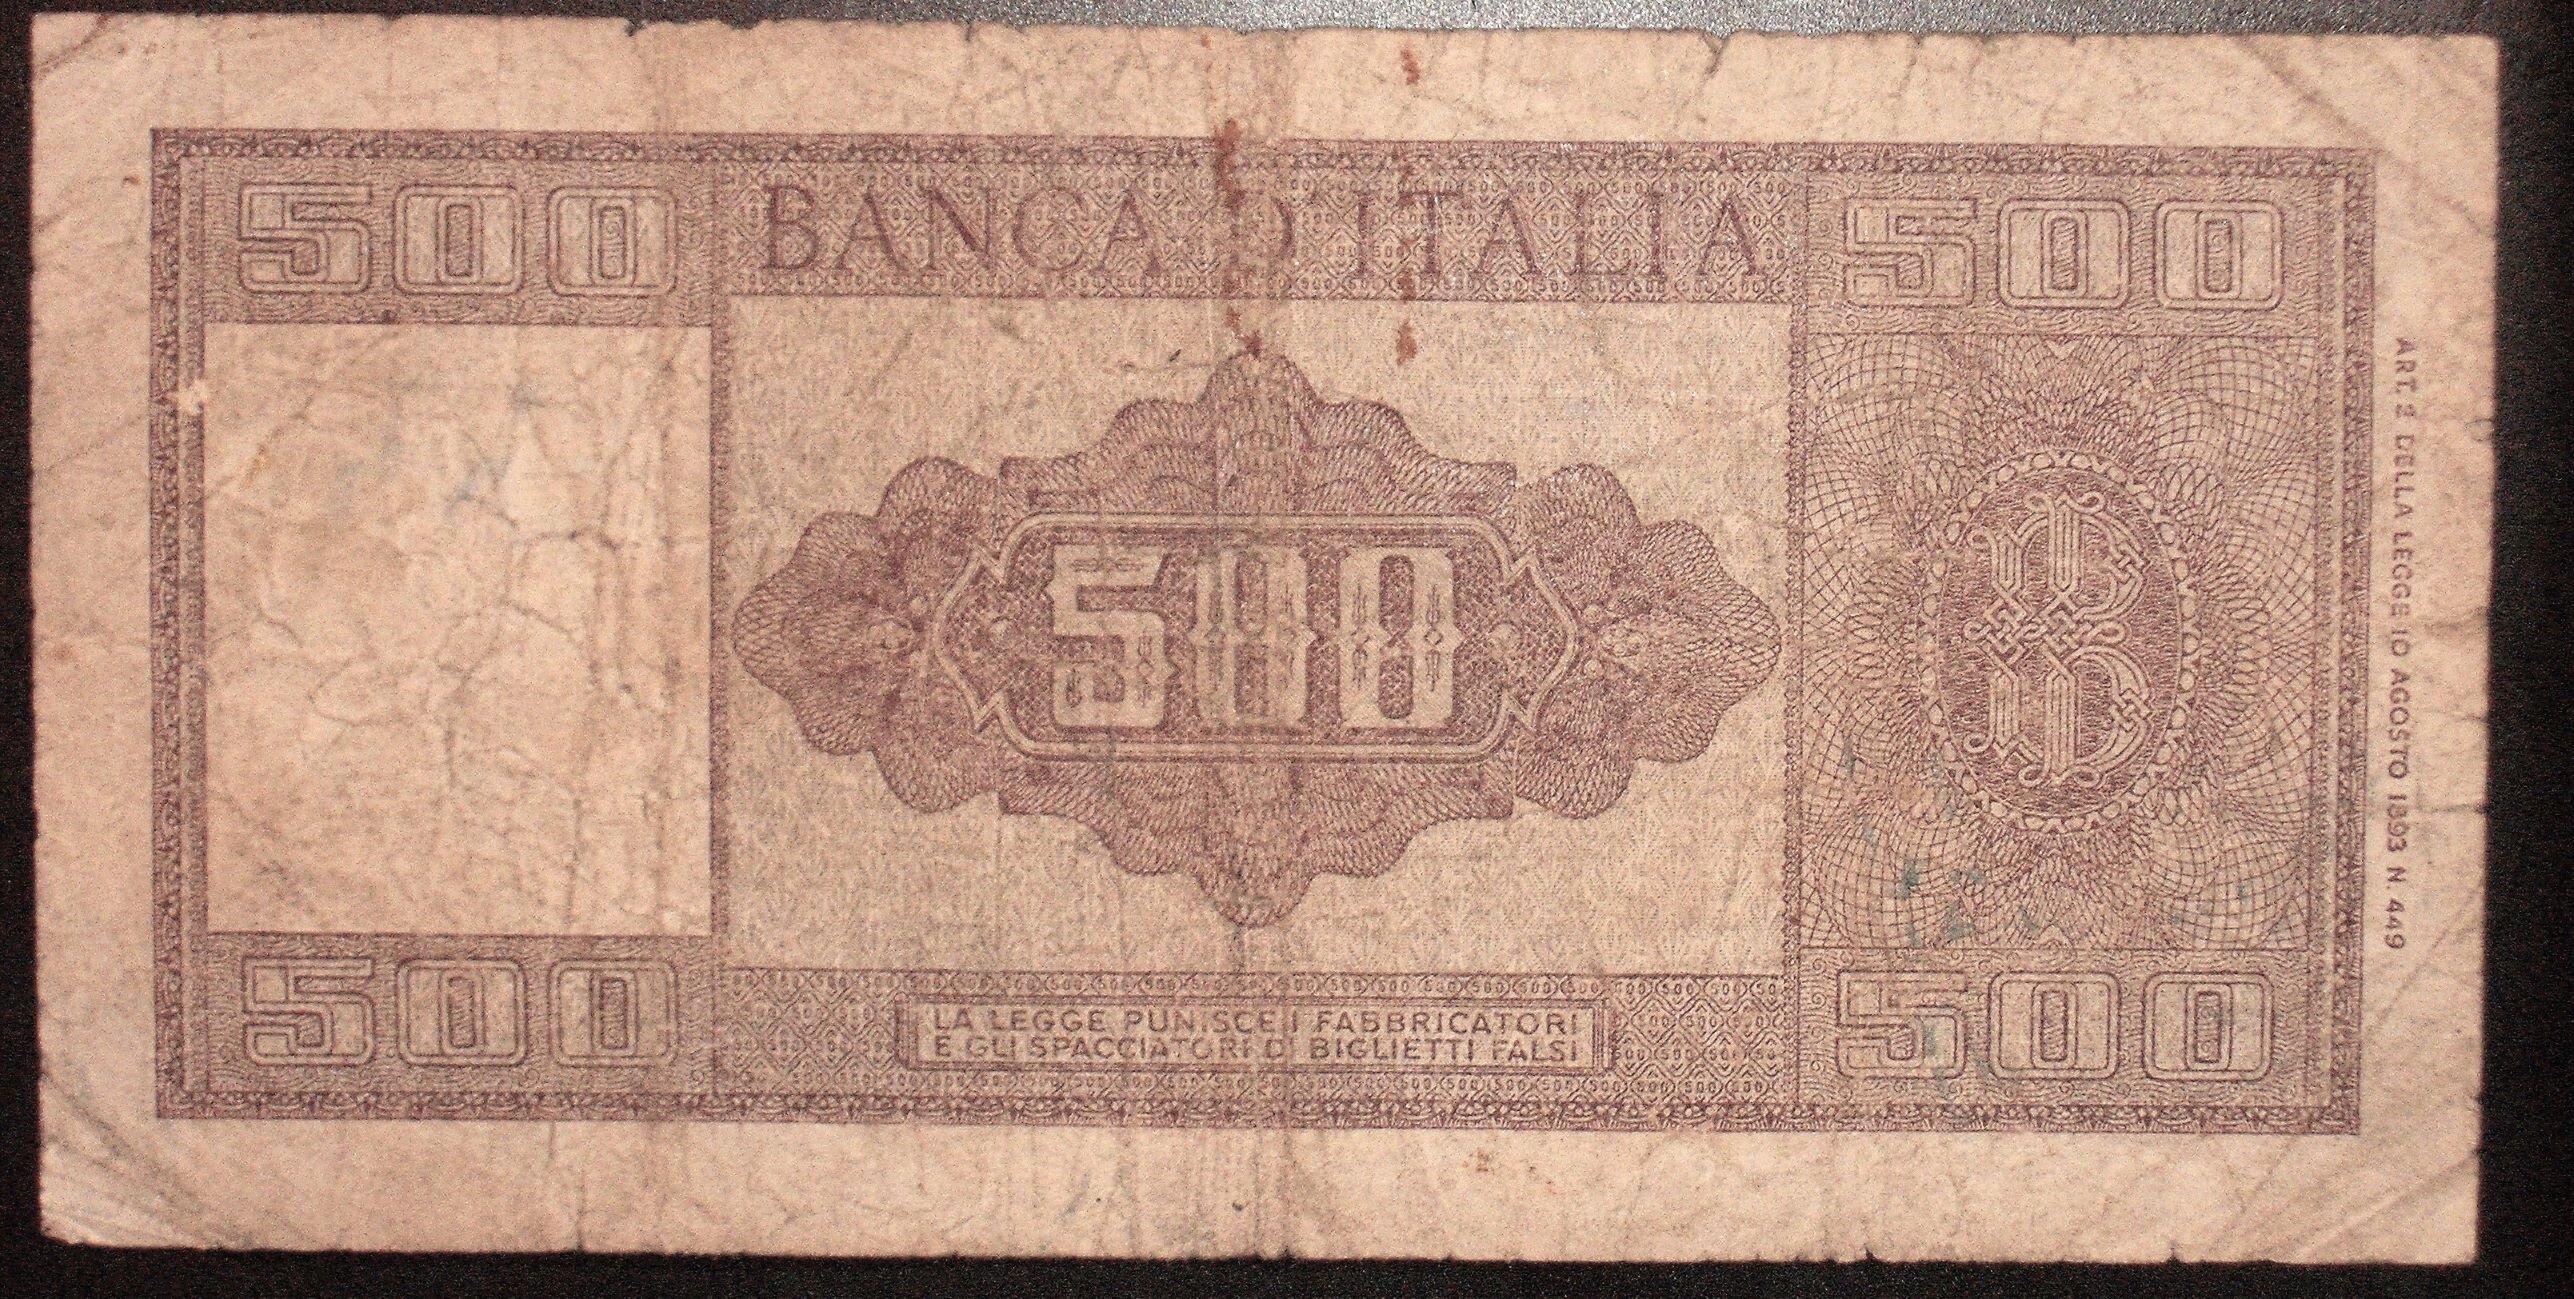 500
BANCA D'ITALIA
500
500
500
LA LEGGE PUNISCE I FABBRICATORI
E GLI SPACCIATORI DI BIGLIETTI FALSI
500
ART. 2 DELLA LEGGE 10 AGOSTO 1893 N. 449